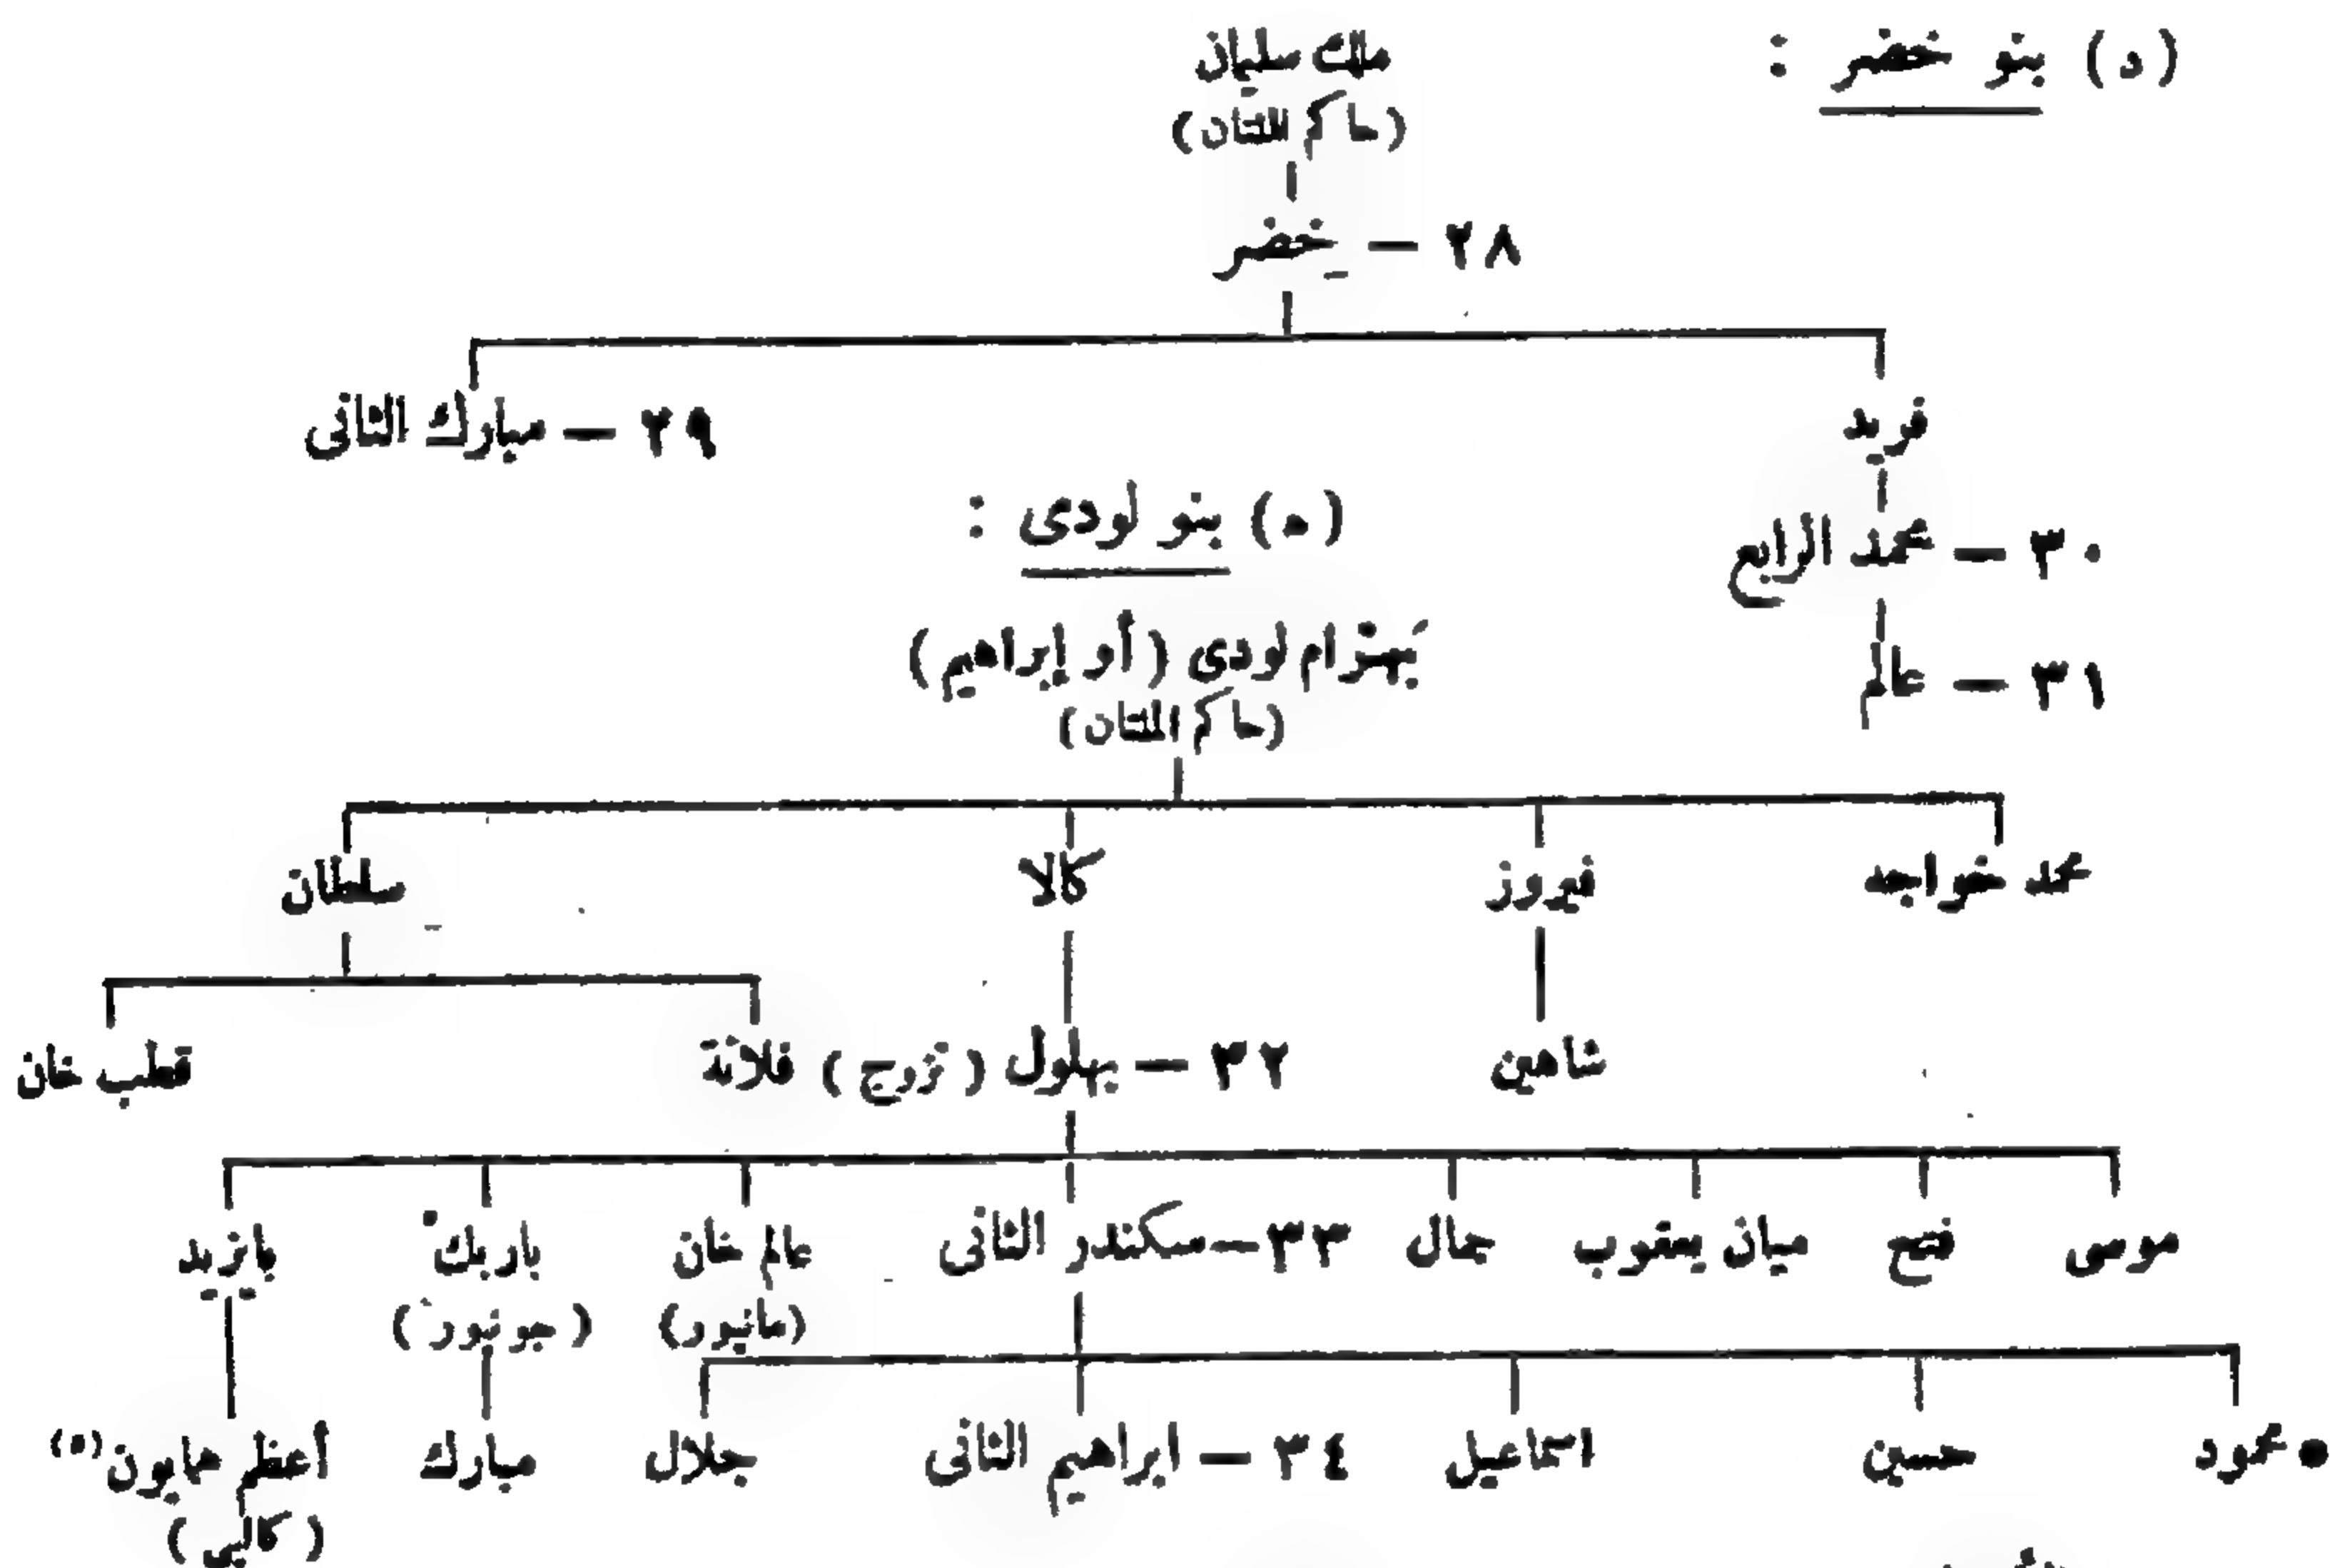 (د) بنو خضر :
ملك سليمان
(حاكم الملتان)
٢٨ — خضر
٢٩ — مبارك الثانى
فريد
٣٠ — محمد الرابع
٣١ — عالم
(ه) بنو لودى :
بهرام لودى (أو إبراهيم)
(حاكم الملتان)
محمد خواجه
فيروز
كالا
سلطان
شاهين
٣٢ — بهلول (زوج) فلانة
قطب خان
موسى
فتح
ميان يعقوب
جمال
٣٣ — سكندر الثانى
عالم خان
باربك
بايزيد
(مانپور)
(جونپور)
محمود
حسين
اسماعيل
٣٤ — ابراهيم الثانى
جلال
مبارك
أعظم همايون (٥)
(كالپى)